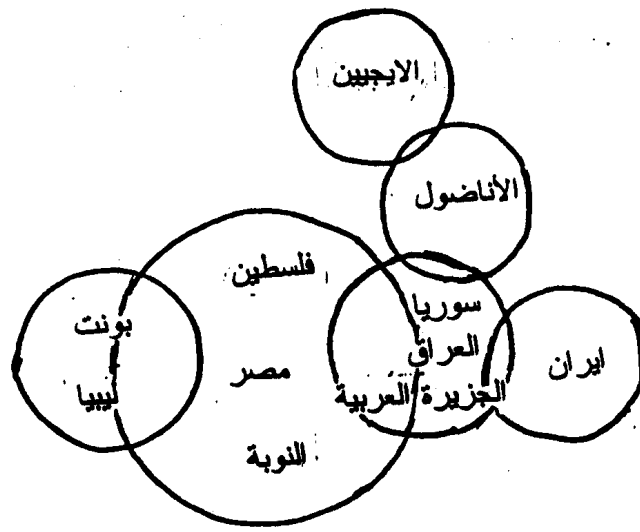 الايجيين
الأناضول
فلسطين
سوريا
بونت
العراق
ايران
مصر
ليبيا
الجزيرة العربية
النوبة